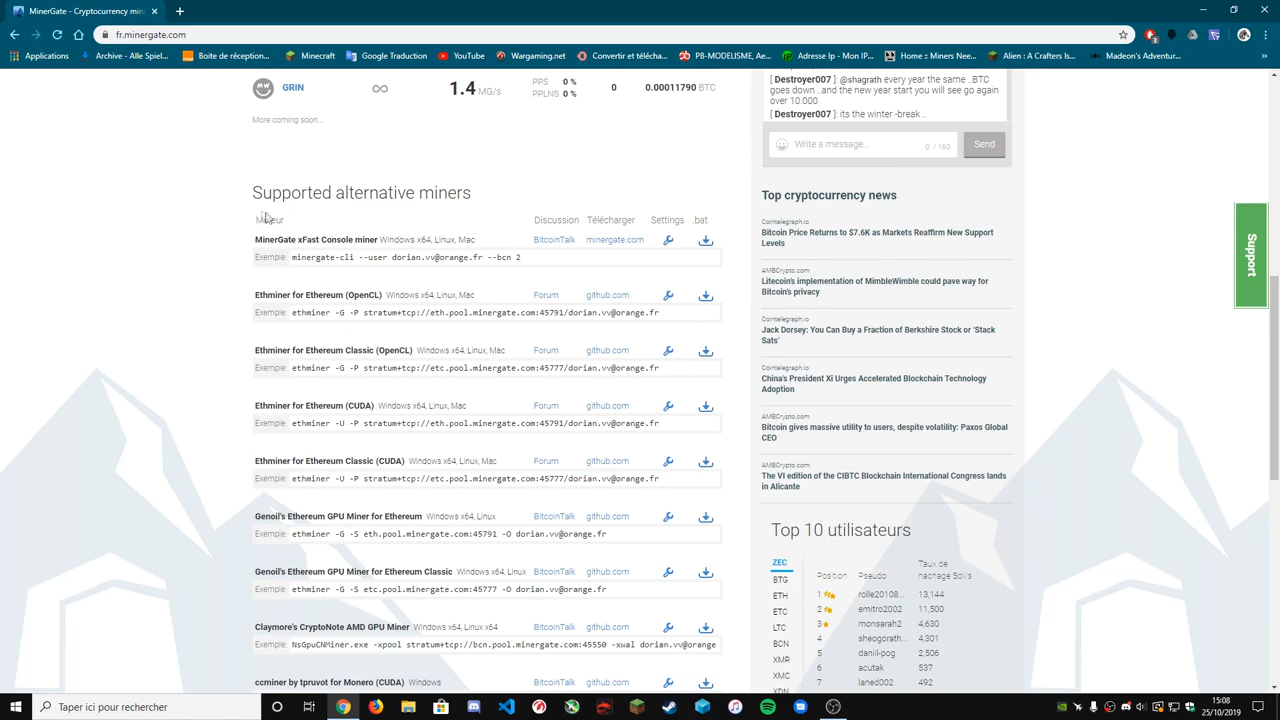 MinerGate - Cryptocurrency min
fr.minergate.com
Applications
Archive - Alle Spiel...
Boite de réception...
Minecraft
Google Traduction
YouTube
Wargaming.net
Convertir et télécha...
PB-MODELISME, Ae...
Adresse Ip - Mon IP...
Home :: Miners Nee...
Alien : A Crafters Is...
Madeon's Adventur...
GRIN
∞
1.4 MG/s
PPS 0 %
PPLNS 0 %
0
0.00011790 BTC
More coming soon...
[ Destroyer007 ]: @shagrath every year the same ..BTC
goes down ..and the new year start you will see go again
over 10.000
[ Destroyer007 ]: its the winter -break ..
Write a message...
0 / 160
Send
Supported alternative miners
Mineur
Discussion
Télécharger
Settings
.bat
MinerGate xFast Console miner Windows x64, Linux, Mac
BitcoinTalk
minergate.com
Exemple: minergate-cli --user dorian.vv@orange.fr --bcn 2
Ethminer for Ethereum (OpenCL) Windows x64, Linux, Mac
Forum
github.com
Exemple: ethminer -G -P stratum+tcp://eth.pool.minergate.com:45791/dorian.vv@orange.fr
Ethminer for Ethereum Classic (OpenCL) Windows x64, Linux, Mac
Forum
github.com
Exemple: ethminer -G -P stratum+tcp://etc.pool.minergate.com:45777/dorian.vv@orange.fr
Ethminer for Ethereum (CUDA) Windows x64, Linux, Mac
Forum
github.com
Exemple: ethminer -U -P stratum+tcp://eth.pool.minergate.com:45791/dorian.vv@orange.fr
Ethminer for Ethereum Classic (CUDA) Windows x64, Linux, Mac
Forum
github.com
Exemple: ethminer -U -P stratum+tcp://etc.pool.minergate.com:45777/dorian.vv@orange.fr
Genoil's Ethereum GPU Miner for Ethereum Windows x64, Linux
BitcoinTalk
github.com
Exemple: ethminer -G -S eth.pool.minergate.com:45791 -O dorian.vv@orange.fr
Genoil's Ethereum GPU Miner for Ethereum Classic Windows x64, Linux
BitcoinTalk
github.com
Exemple: ethminer -G -S etc.pool.minergate.com:45777 -O dorian.vv@orange.fr
Claymore's CryptoNote AMD GPU Miner Windows x64, Linux x64
BitcoinTalk
github.com
Exemple: NsGpuCNMiner.exe -xpool stratum+tcp://bcn.pool.minergate.com:45550 -xwal dorian.vv@orange
ccminer by tpruvot for Monero (CUDA) Windows
BitcoinTalk
github.com
Top cryptocurrency news
Cointelegraph.io
Bitcoin Price Returns to $7.6K as Markets Reaffirm New Support
Levels
AMBCrypto.com
Litecoin's implementation of MimbleWimble could pave way for
Bitcoin's privacy
Cointelegraph.io
Jack Dorsey: You Can Buy a Fraction of Berkshire Stock or 'Stack
Sats'
Cointelegraph.io
China's President Xi Urges Accelerated Blockchain Technology
Adoption
AMBCrypto.com
Bitcoin gives massive utility to users, despite volatility: Paxos Global
CEO
AMBCrypto.com
The VI edition of the CIBTC Blockchain International Congress lands
in Alicante
Top 10 utilisateurs
ZEC
BTG
ETH
ETC
LTC
BCN
XMR
XMC
XDN
Position
Pseudo
Taux de
hachage Sol/s
1 rolle20108... 13,144
2 emitro2002 11,500
3 monsarah2 4,630
4 sheogorath... 4,301
5 daniil-pog 2,506
6 acutak 537
7 laned002 492
Support
Taper ici pour rechercher
15:08
25/10/2019